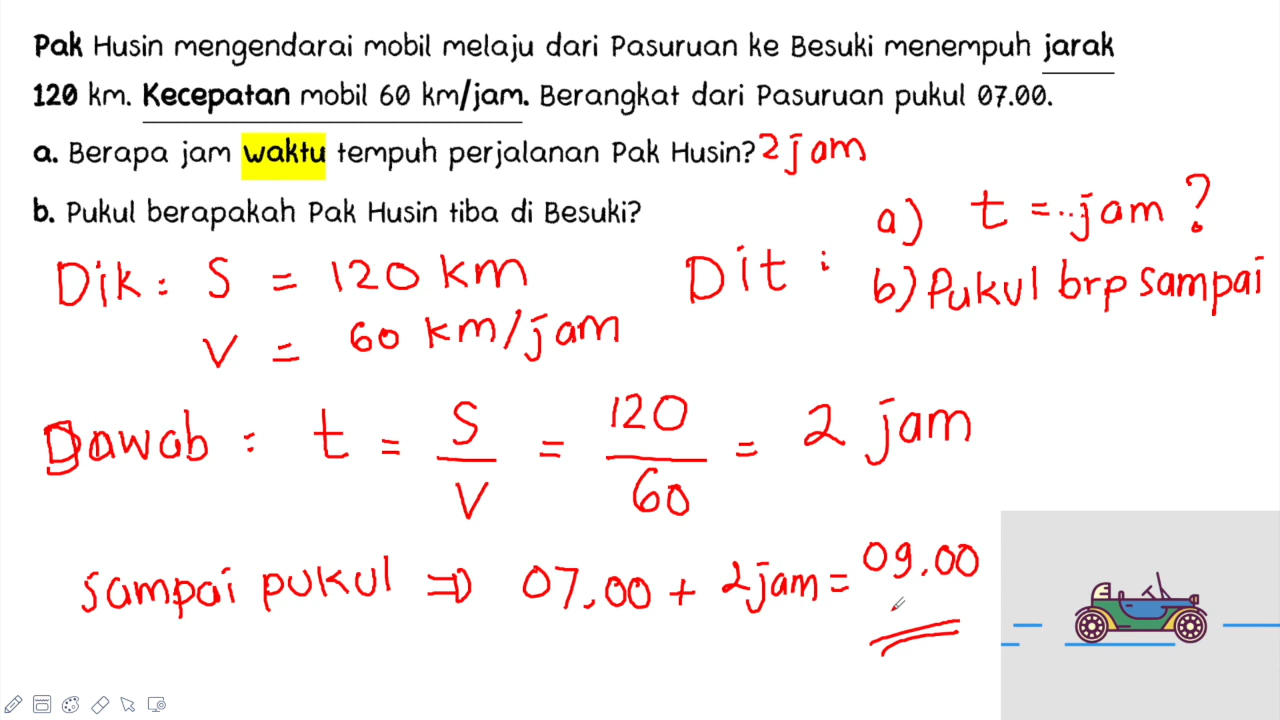 Pak Husin mengendarai mobil melaju dari Pasuruan ke Besuki menempuh jarak
120 km. Kecepatan mobil 60 km/jam. Berangkat dari Pasuruan pukul 07.00.
a. Berapa jam waktu tempuh perjalanan Pak Husin? 2 jam
b. Pukul berapakah Pak Husin tiba di Besuki?
Dik : S = 120 km
V = 60 km/jam
Dit : a) t = ..jam ?
b) Pukul brp sampai
Jawab : t = S/V = 120/60 = 2 jam
Sampai pukul ⇒ 07.00 + 2 jam = 09.00